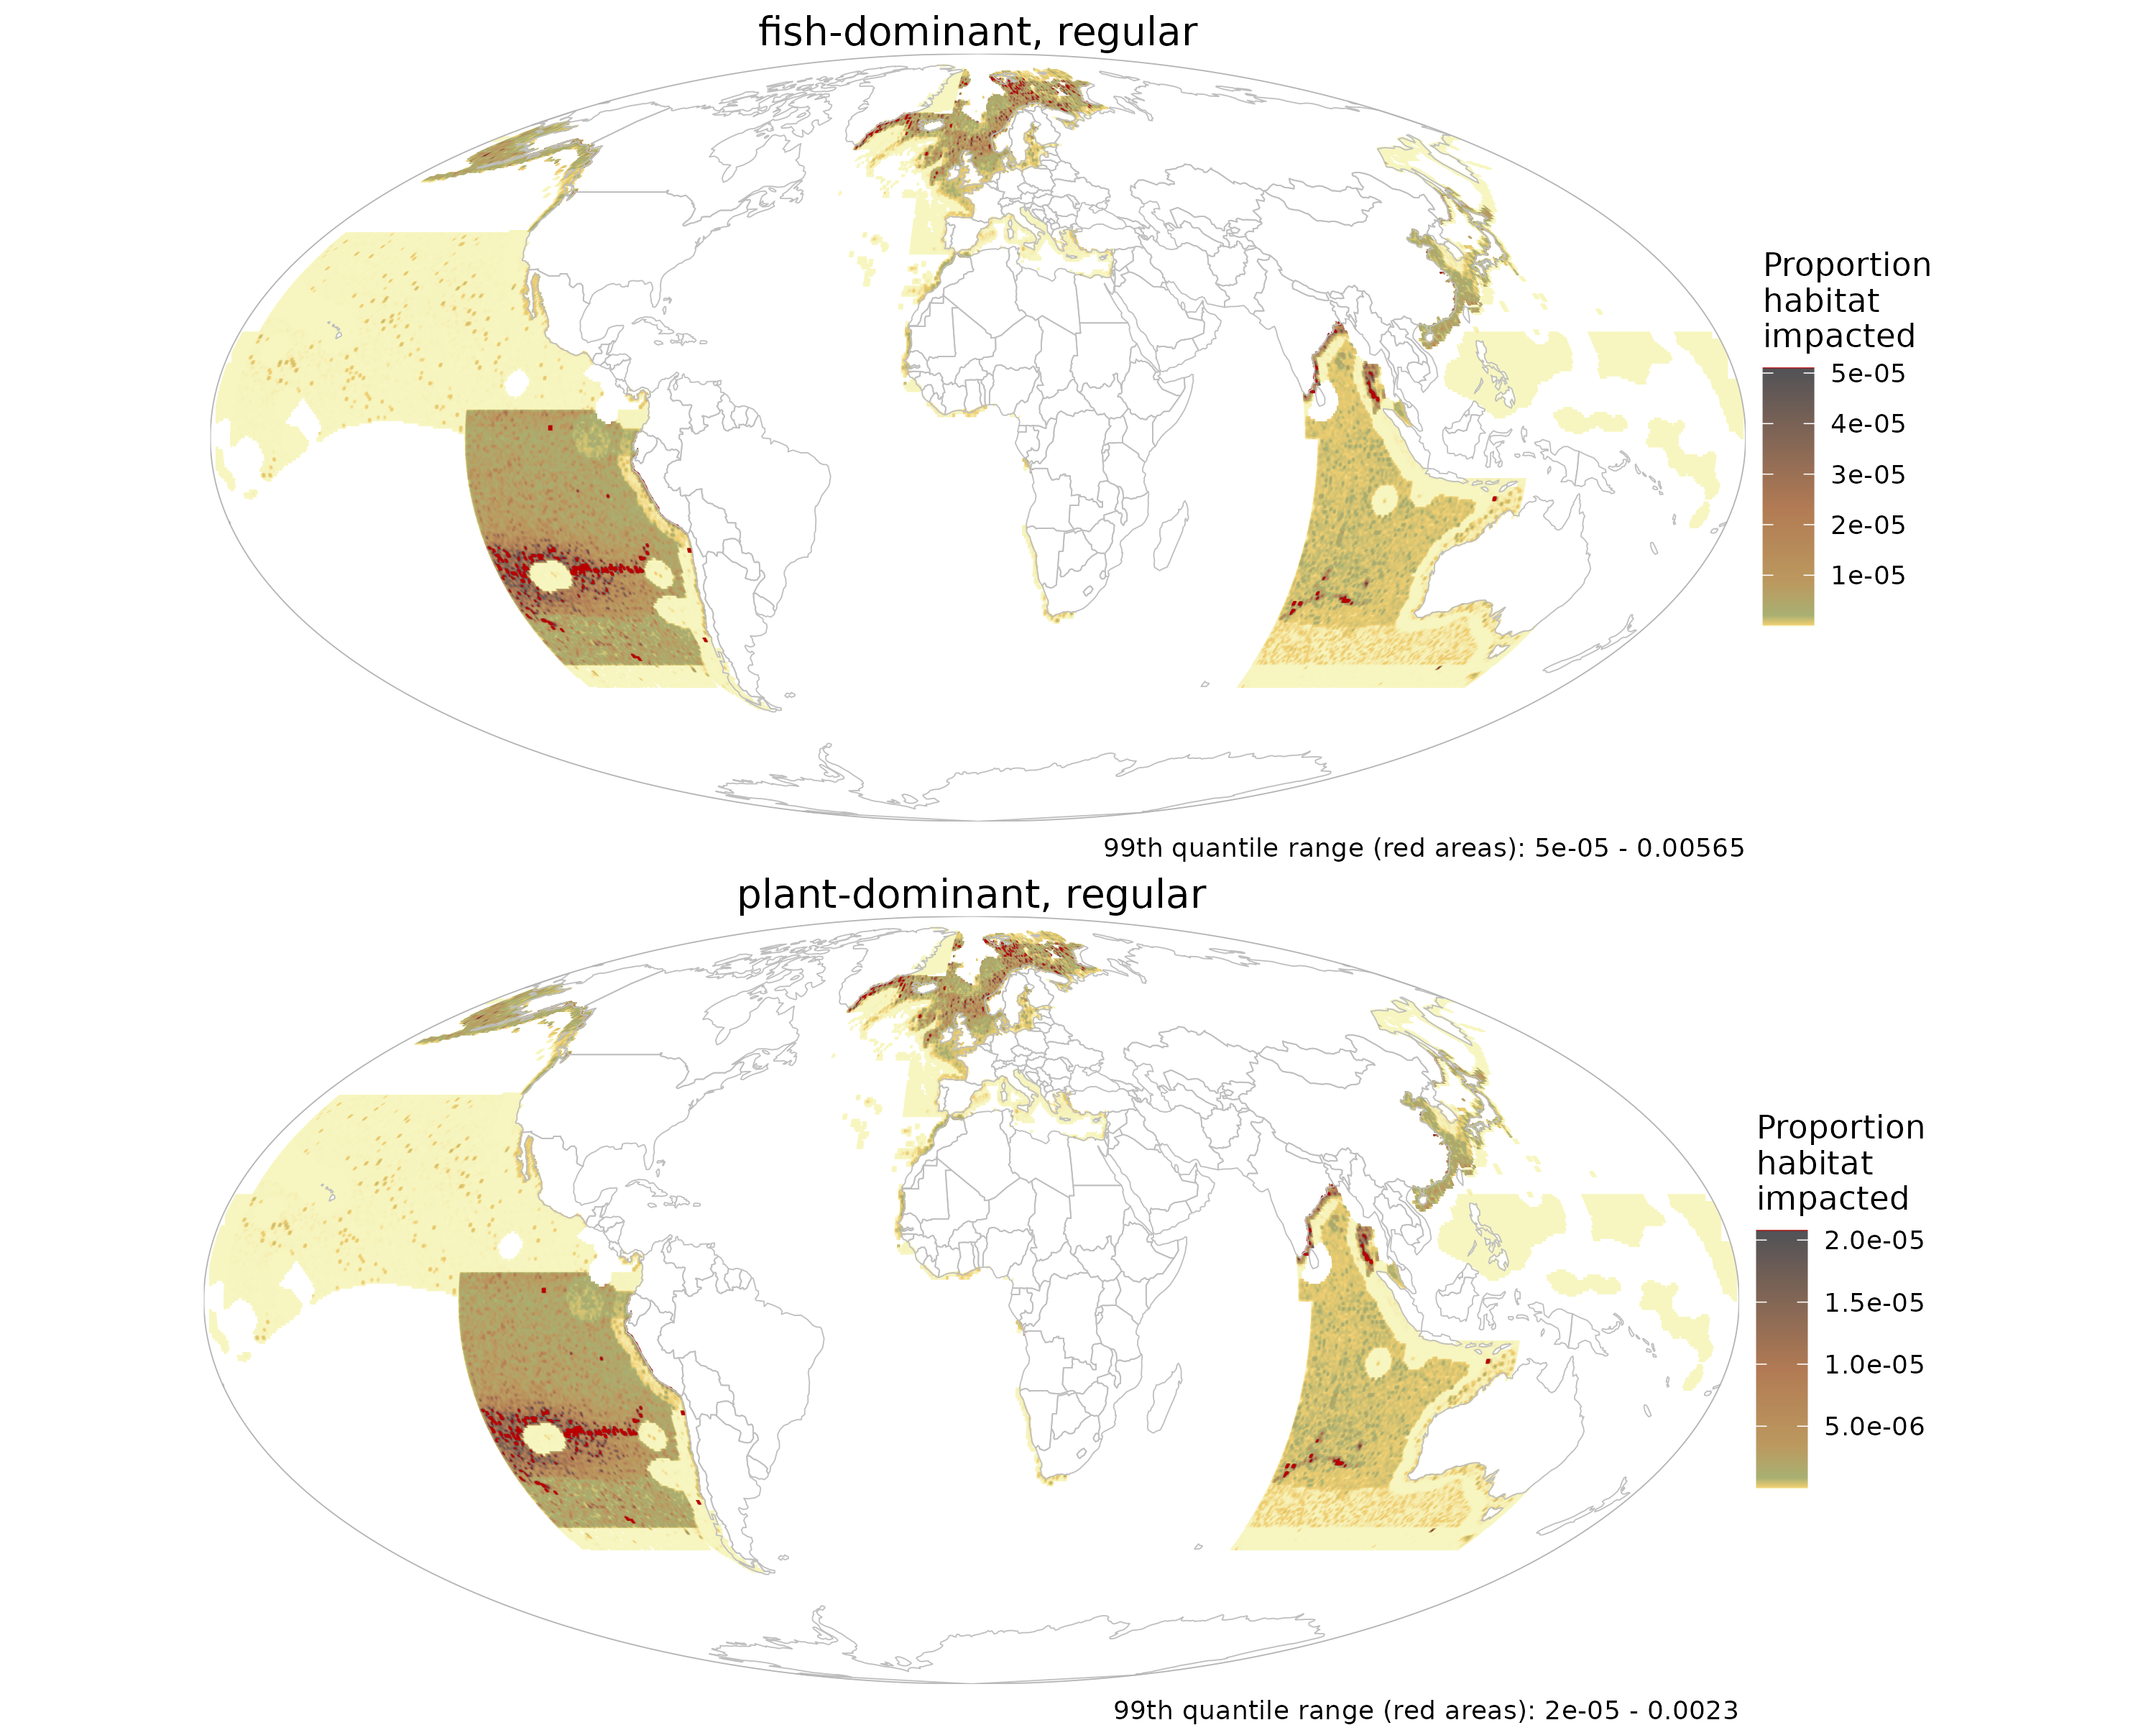 fish-dominant, regular
Proportion
habitat
impacted
5e-05
4e-05
3e-05
2e-05
1e-05
99th quantile range (red areas): 5e-05 - 0.00565
plant-dominant, regular
Proportion
habitat
impacted
2.0e-05
1.5e-05
1.0e-05
5.0e-06
99th quantile range (red areas): 2e-05 - 0.0023